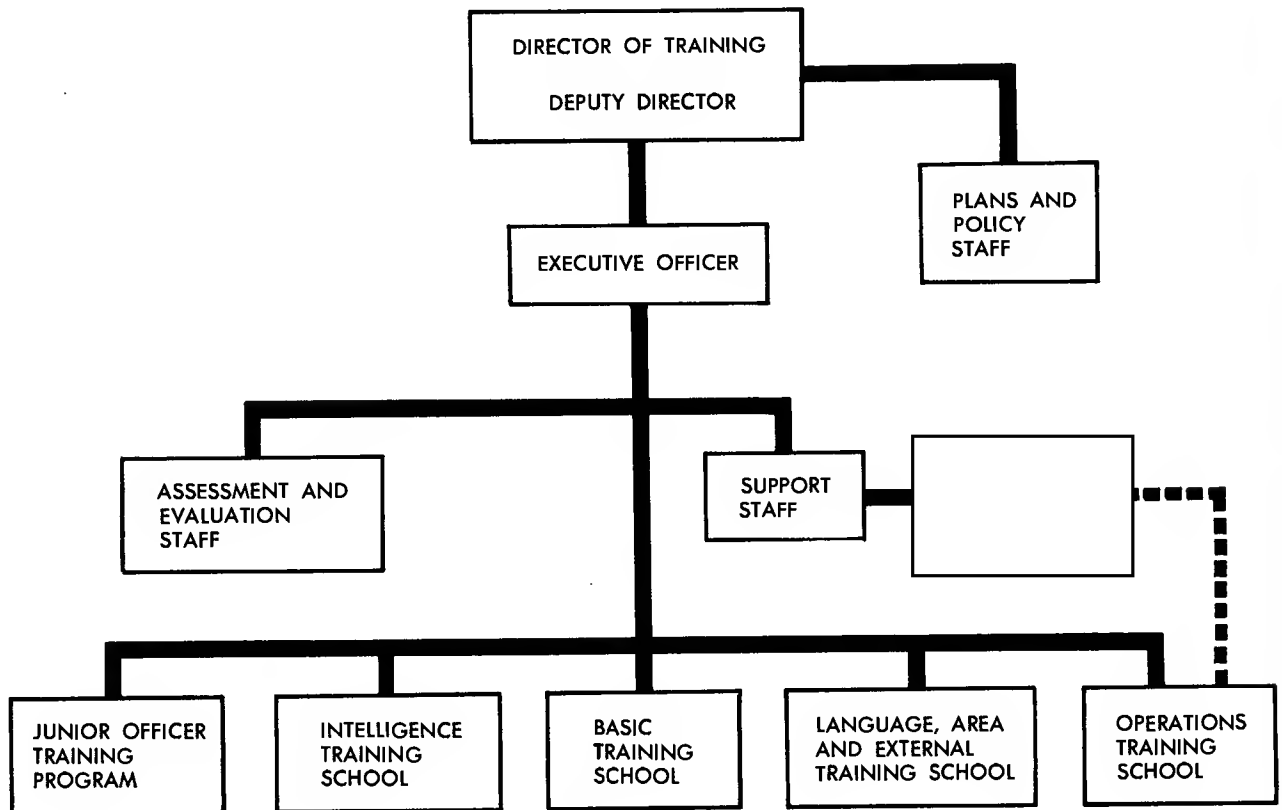 DIRECTOR OF TRAINING
DEPUTY DIRECTOR
PLANS AND
POLICY
STAFF
EXECUTIVE OFFICER
ASSESSMENT AND
EVALUATION
STAFF
SUPPORT
STAFF
JUNIOR OFFICER
TRAINING
PROGRAM
INTELLIGENCE
TRAINING
SCHOOL
BASIC
TRAINING
SCHOOL
LANGUAGE, AREA
AND EXTERNAL
TRAINING SCHOOL
OPERATIONS
TRAINING
SCHOOL